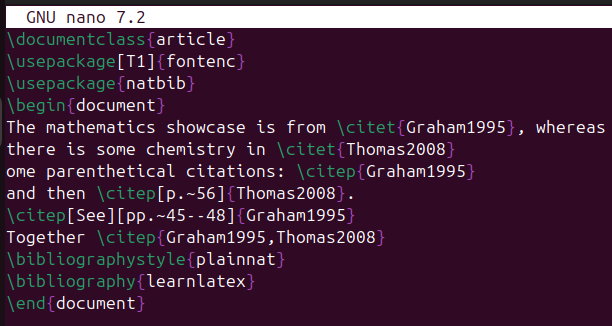 GNU nano 7.2
\documentclass{article}
\usepackage[T1]{fontenc}
\usepackage{natbib}
\begin{document}
The mathematics showcase is from \citet{Graham1995}, whereas
there is some chemistry in \citet{Thomas2008}
ome parenthetical citations: \citep{Graham1995}
and then \citep[p.~56]{Thomas2008}.
\citep[See][pp.~45--48]{Graham1995}
Together \citep{Graham1995,Thomas2008}
\bibliographystyle{plainnat}
\bibliography{learnlatex}
\end{document}